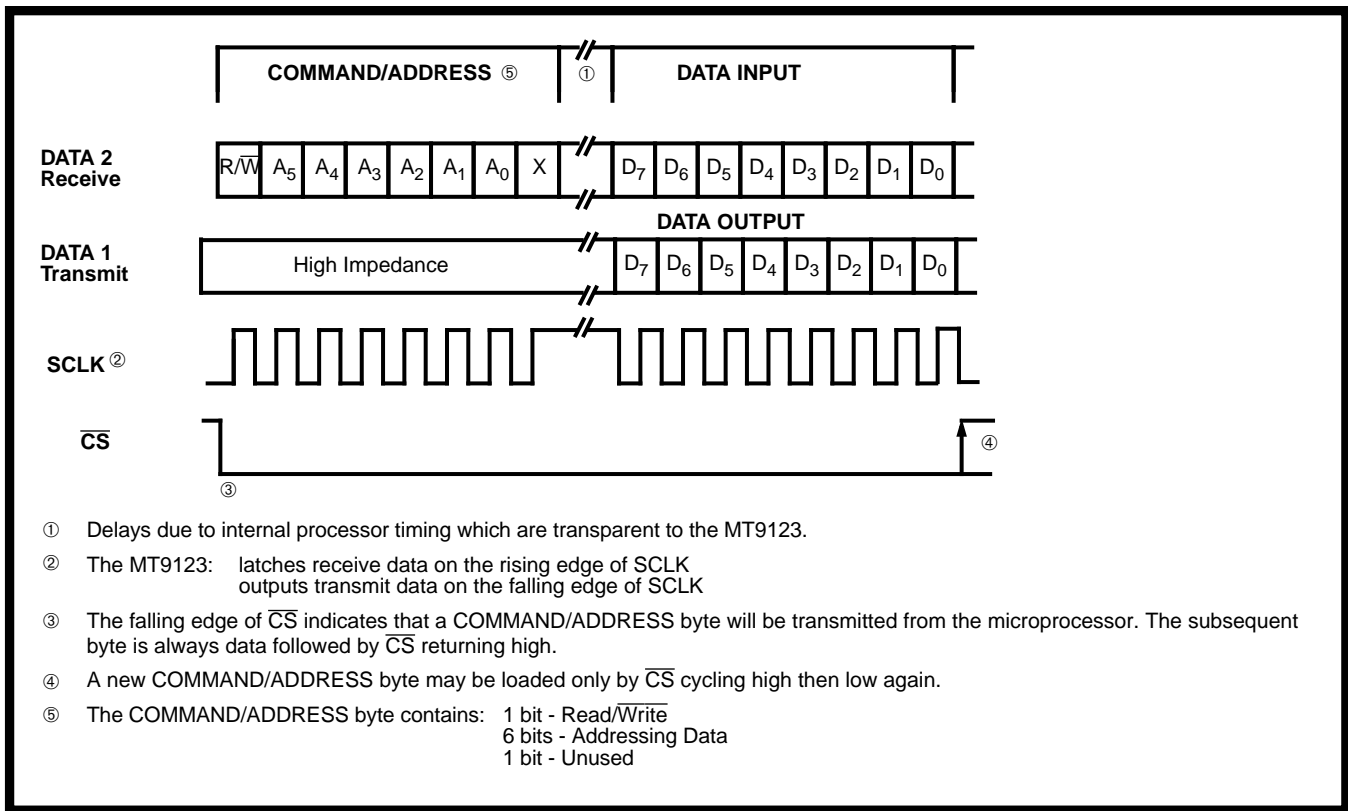 COMMAND/ADDRESS ⑤ ① DATA INPUT
DATA 2
Receive
R/W̅ A₅ A₄ A₃ A₂ A₁ A₀ X D₇ D₆ D₅ D₄ D₃ D₂ D₁ D₀
DATA OUTPUT
DATA 1
Transmit
High Impedance D₇ D₆ D₅ D₄ D₃ D₂ D₁ D₀
SCLK ②
C̅S̅
③
④
① Delays due to internal processor timing which are transparent to the MT9123.
② The MT9123: latches receive data on the rising edge of SCLK
outputs transmit data on the falling edge of SCLK
③ The falling edge of C̅S̅ indicates that a COMMAND/ADDRESS byte will be transmitted from the microprocessor. The subsequent
byte is always data followed by C̅S̅ returning high.
④ A new COMMAND/ADDRESS byte may be loaded only by C̅S̅ cycling high then low again.
⑤ The COMMAND/ADDRESS byte contains: 1 bit - Read/W̅r̅i̅t̅e̅
6 bits - Addressing Data
1 bit - Unused